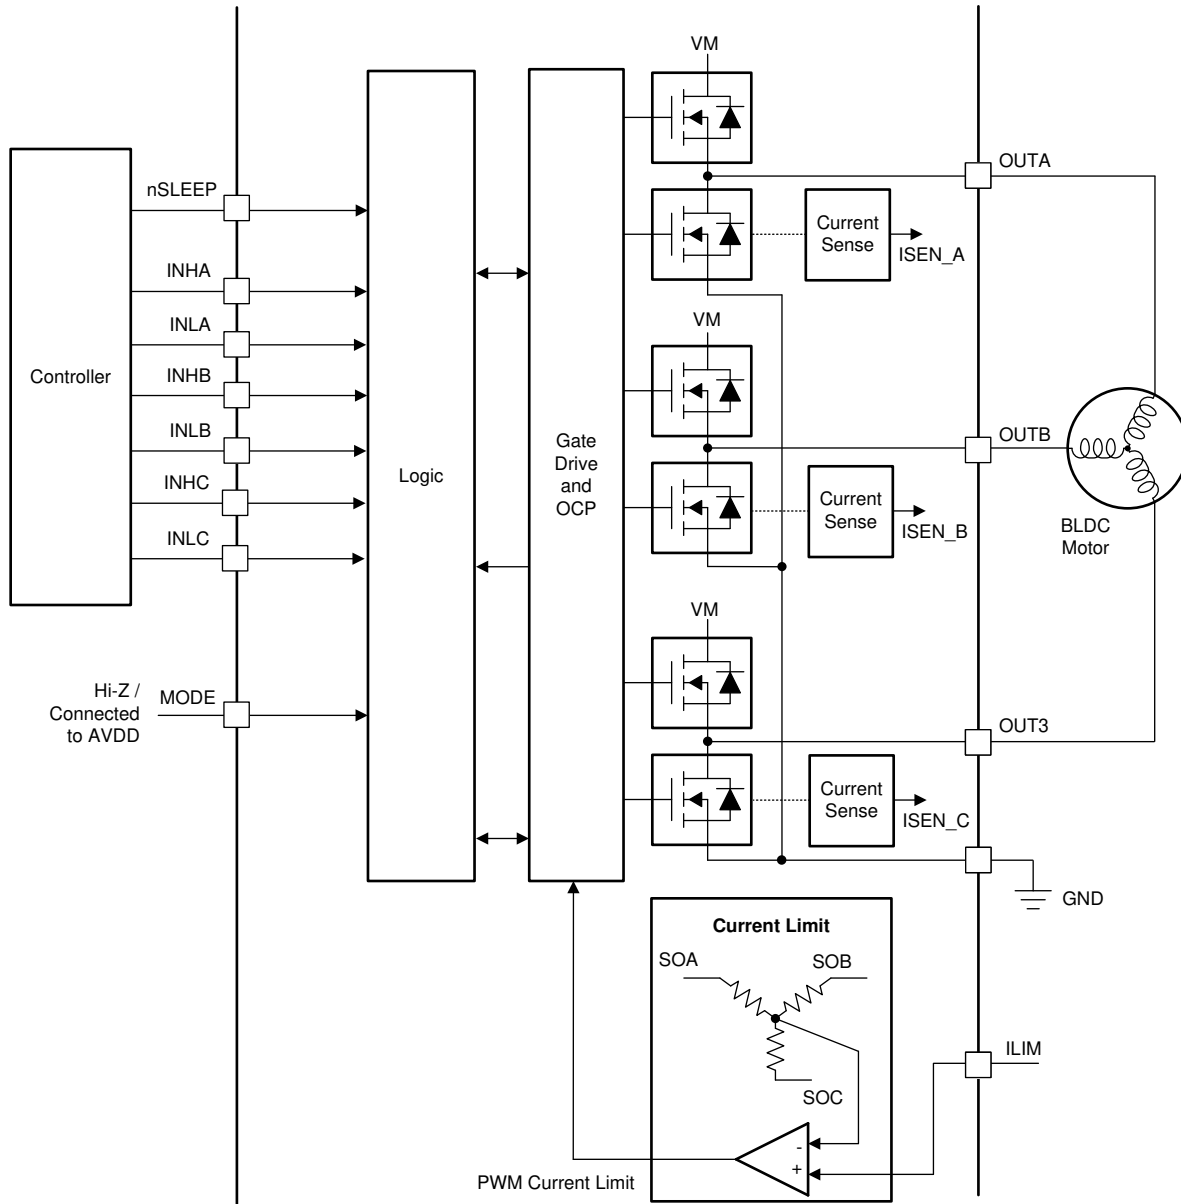 VM
OUTA
nSLEEP
Current
Sense
ISEN_A
INHA
INLA
VM
Controller
INHB
INLB
INHC
INLC
Logic
Gate
Drive
and
OCP
OUTB
Current
Sense
ISEN_B
BLDC
Motor
VM
Hi-Z /
Connected
to AVDD
MODE
OUT3
Current
Sense
ISEN_C
GND
Current Limit
SOA
SOB
SOC
ILIM
-
+
PWM Current Limit